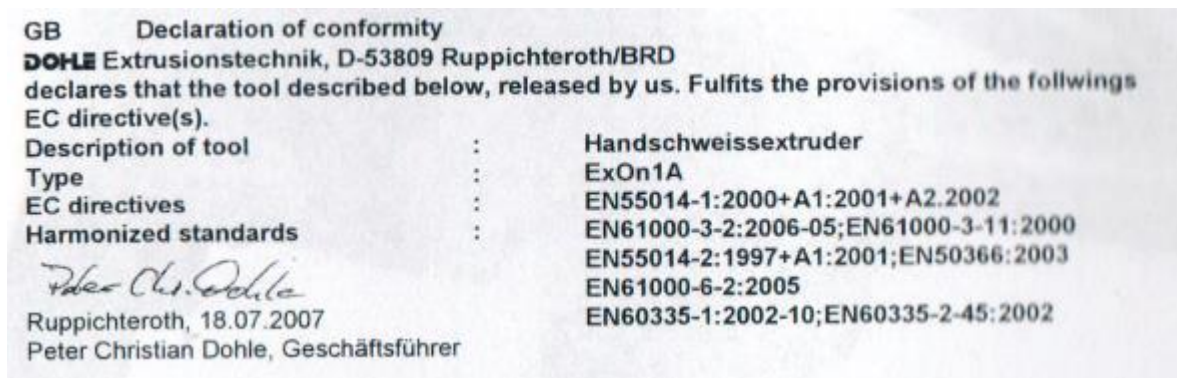 GB Declaration of conformity
DOHLE Extrusionstechnik, D-53809 Ruppichteroth/BRD
declares that the tool described below, released by us. Fulfits the provisions of the follwings
EC directive(s).
Description of tool : Handschweissextruder
Type : ExOn1A
EC directives : EN55014-1:2000+A1:2001+A2.2002
Harmonized standards : EN61000-3-2:2006-05;EN61000-3-11:2000
EN55014-2:1997+A1:2001;EN50366:2003
EN61000-6-2:2005
EN60335-1:2002-10;EN60335-2-45:2002
Peter Chr. Dohle
Ruppichteroth, 18.07.2007
Peter Christian Dohle, Geschäftsführer